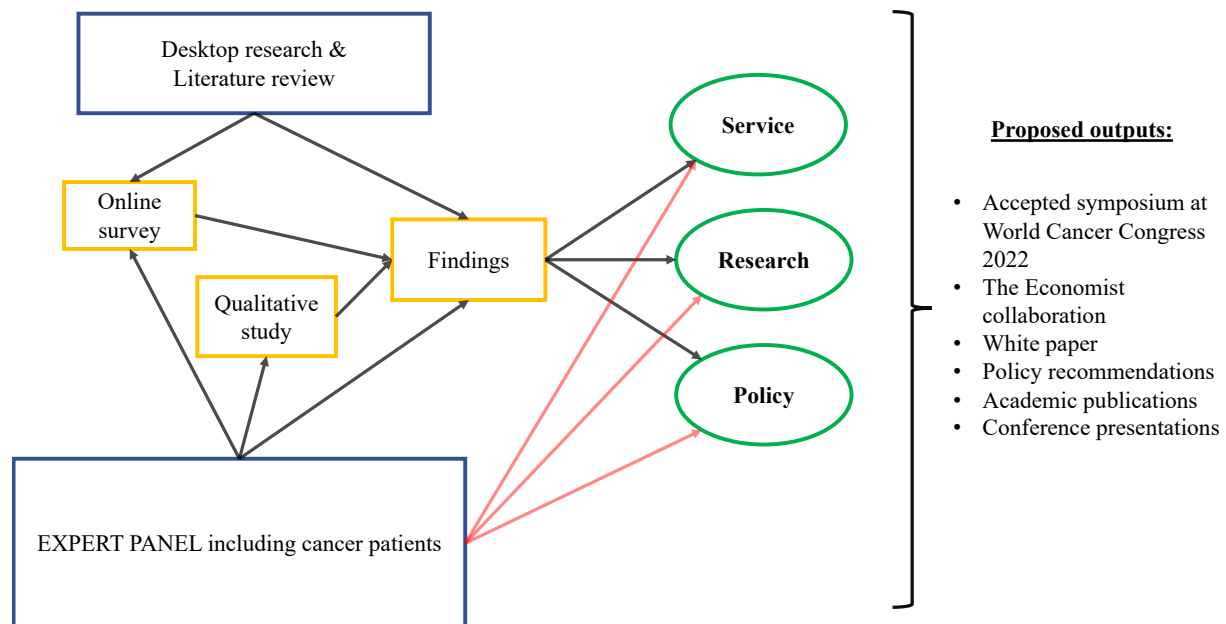 Desktop research &
Literature review
Online
survey
Qualitative
study
Findings
EXPERT PANEL including cancer patients
Service
Research
Policy
Proposed outputs:
• Accepted symposium at
World Cancer Congress
2022
• The Economist
collaboration
• White paper
• Policy recommendations
• Academic publications
• Conference presentations